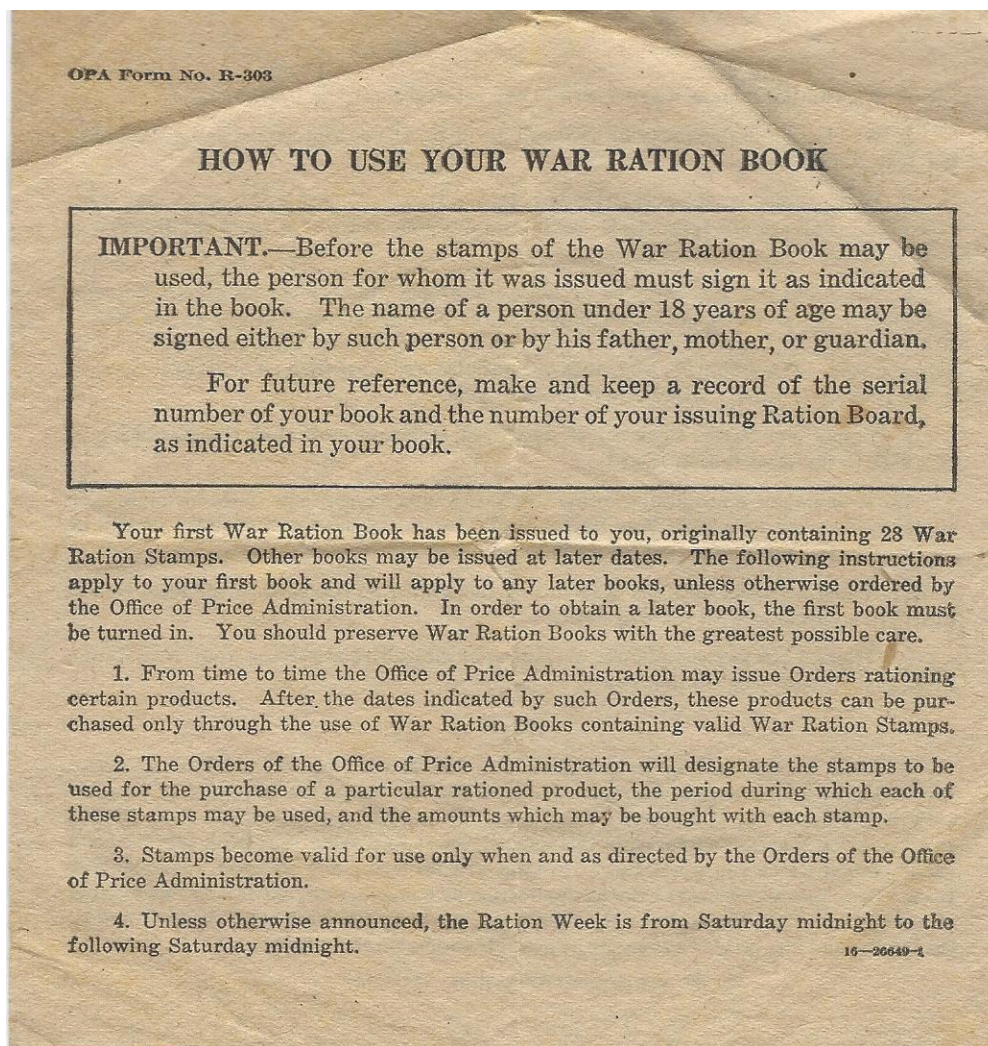 OPA Form No. R-303
HOW TO USE YOUR WAR RATION BOOK
IMPORTANT.—Before the stamps of the War Ration Book may be
used, the person for whom it was issued must sign it as indicated
in the book. The name of a person under 18 years of age may be
signed either by such person or by his father, mother, or guardian.
For future reference, make and keep a record of the serial
number of your book and the number of your issuing Ration Board,
as indicated in your book.
Your first War Ration Book has been issued to you, originally containing 28 War
Ration Stamps. Other books may be issued at later dates. The following instructions
apply to your first book and will apply to any later books, unless otherwise ordered by
the Office of Price Administration. In order to obtain a later book, the first book must
be turned in. You should preserve War Ration Books with the greatest possible care.
1. From time to time the Office of Price Administration may issue Orders rationing
certain products. After the dates indicated by such Orders, these products can be pur-
chased only through the use of War Ration Books containing valid War Ration Stamps.
2. The Orders of the Office of Price Administration will designate the stamps to be
used for the purchase of a particular rationed product, the period during which each of
these stamps may be used, and the amounts which may be bought with each stamp.
3. Stamps become valid for use only when and as directed by the Orders of the Office
of Price Administration.
4. Unless otherwise announced, the Ration Week is from Saturday midnight to the
following Saturday midnight.
16—26649-1